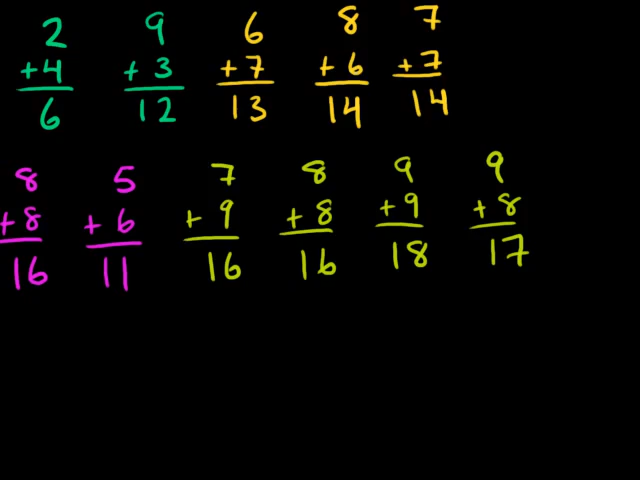 2 9 6 8 7
+4 +3 +7 +6 +7
6 12 13 14 14
8 5 7 8 9 9
+8 +6 +9 +8 +9 +8
16 11 16 16 18 17